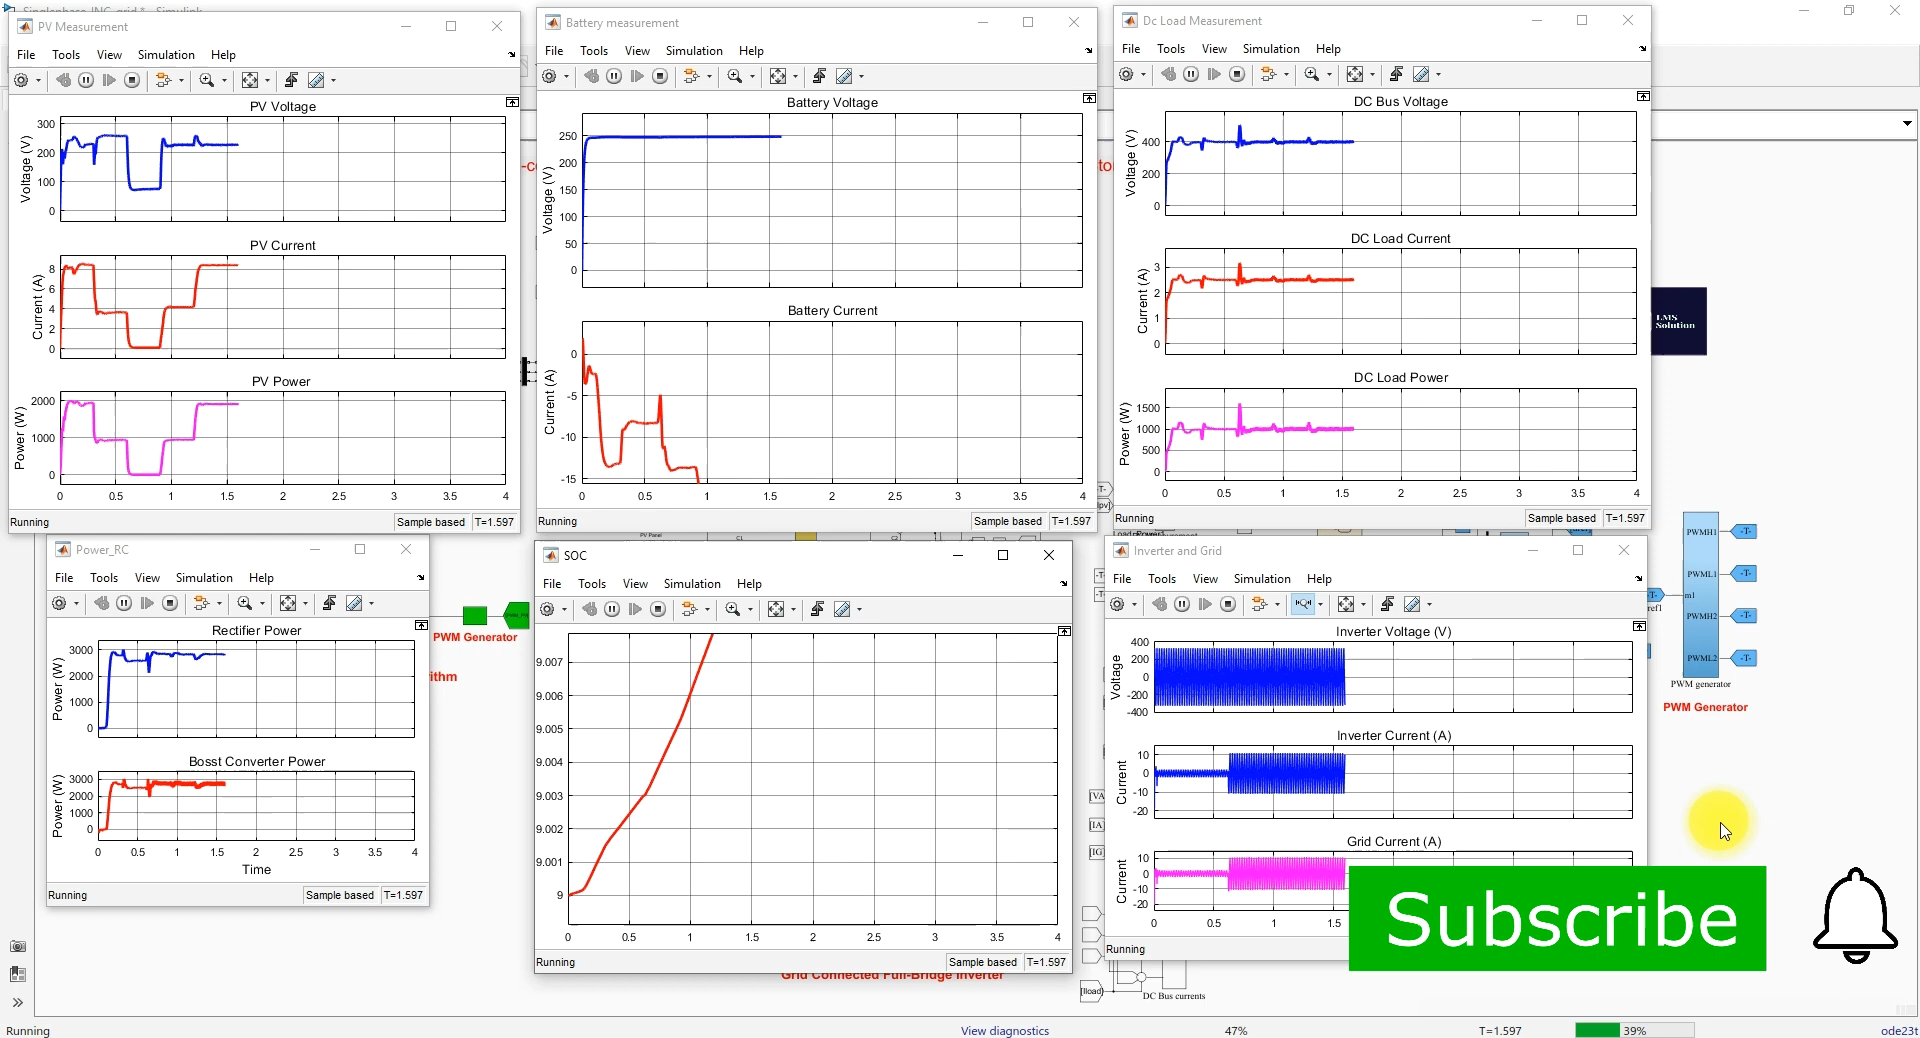 PV Measurement
File Tools View Simulation Help
PV Voltage
Voltage (V)
300
200
100
0
PV Current
Current (A)
8
6
4
2
0
PV Power
Power (W)
2000
1000
0
0 0.5 1 1.5 2 2.5 3 3.5 4
Running Sample based T=1.597
Battery measurement
File Tools View Simulation Help
Battery Voltage
Voltage (V)
250
200
150
100
50
0
Battery Current
Current (A)
0
-5
-10
-15
0 0.5 1 1.5 2 2.5 3 3.5 4
Running Sample based T=1.597
Dc Load Measurement
File Tools View Simulation Help
DC Bus Voltage
Voltage (V)
400
200
0
DC Load Current
Current (A)
3
2
1
0
DC Load Power
Power (W)
1500
1000
500
0
0 0.5 1 1.5 2 2.5 3 3.5 4
Running Sample based T=1.597
LMS
Solution
Power_RC
File Tools View Simulation Help
Rectifier Power
Power (W)
3000
2000
1000
0
Bosst Converter Power
Power (W)
3000
2000
1000
0
0 0.5 1 1.5 2 2.5 3 3.5 4
Time
Running Sample based T=1.597
PWM Generator
rithm
SOC
File Tools View Simulation Help
9.007
9.006
9.005
9.004
9.003
9.002
9.001
9
0 0.5 1 1.5 2 2.5 3 3.5 4
Running Sample based T=1.597
Grid Connected Full-Bridge Inverter
Inverter and Grid
File Tools View Simulation Help
Inverter Voltage (V)
Voltage
400
200
0
-200
-400
Inverter Current (A)
Current
10
0
-10
-20
Grid Current (A)
Current
10
0
-10
-20
0 0.5 1 1.5
Running
PWMH1 -T-
PWML1 -T-
-T- m1
ref1
PWMH2 -T-
PWML2 -T-
PWM generator
PWM Generator
[VA
[IA]
[IG]
[Iload]
DC Bus currents
Subscribe
Running View diagnostics 47% T=1.597 39% ode23t